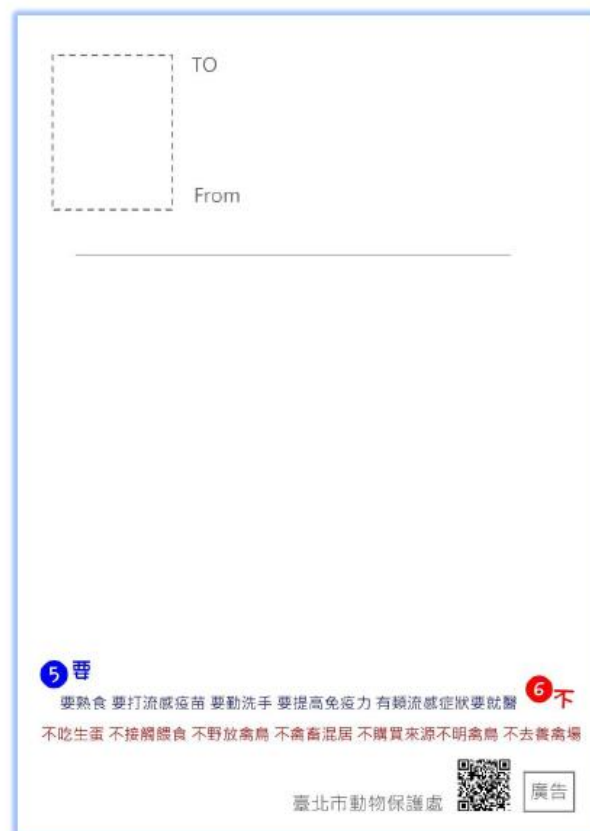 TO
From
5 要
要熟食 要打流感疫苗 要勤洗手 要提高免疫力 有類流感症狀要就醫
6 不
不吃生蛋 不接觸餵食 不野放禽鳥 不禽畜混居 不購買來源不明禽鳥 不去養禽場
臺北市動物保護處
廣告